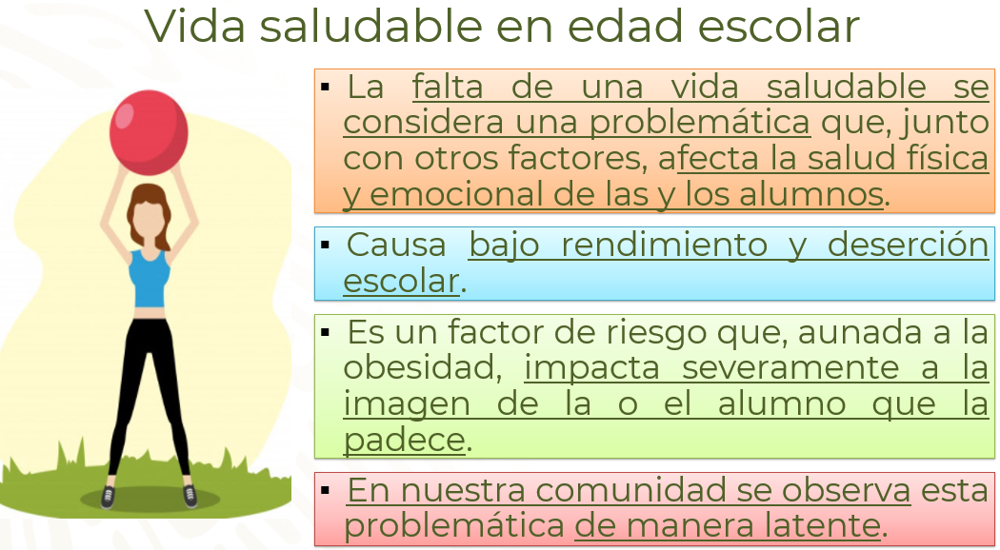 Vida saludable en edad escolar
▪ La falta de una vida saludable se
considera una problemática que, junto
con otros factores, afecta la salud física
y emocional de las y los alumnos.
▪ Causa bajo rendimiento y deserción
escolar.
▪ Es un factor de riesgo que, aunada a la
obesidad, impacta severamente a la
imagen de la o el alumno que la
padece.
▪ En nuestra comunidad se observa esta
problemática de manera latente.